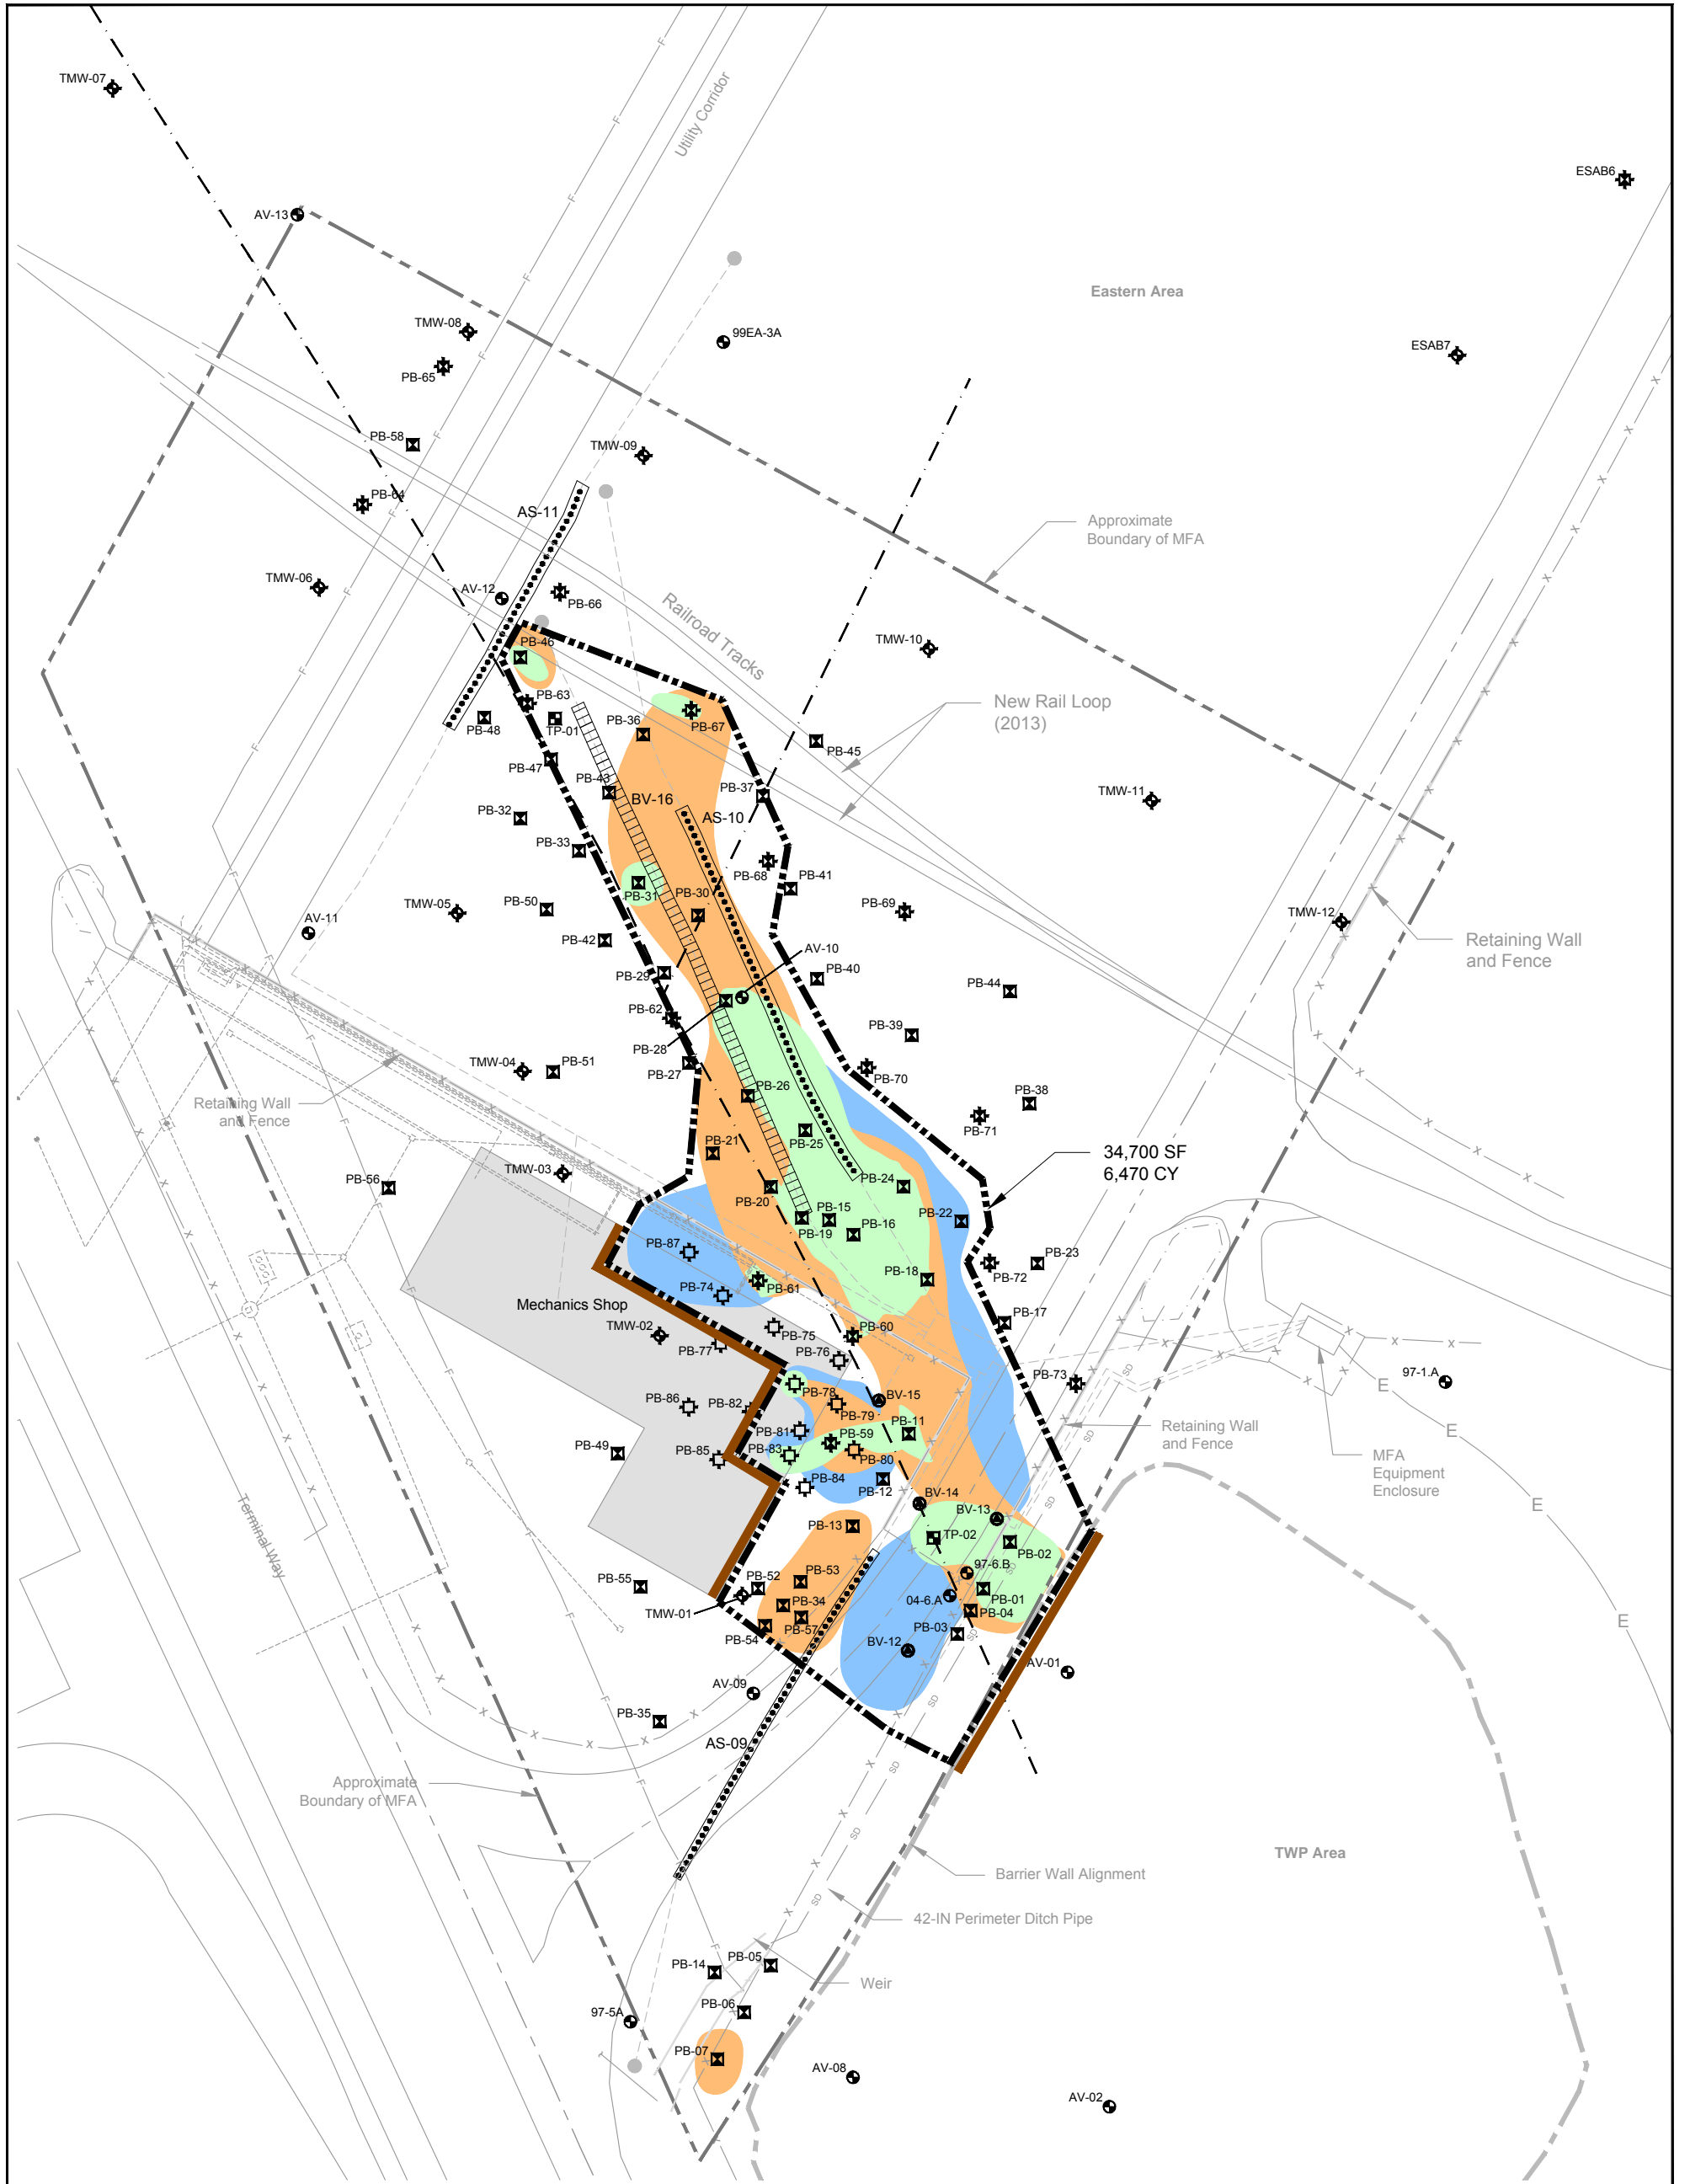 TMW-07
Utility Corridor
ESAB6
AV-13
Eastern Area
TMW-08
99EA-3A
ESAB7
PB-65
PB-58
TMW-09
PB-64
AS-11
Approximate
Boundary of MFA
TMW-06
AV-12
PB-66
Railroad Tracks
TMW-10
PB-46
PB-63
New Rail Loop
(2013)
PB-48
TP-01
PB-36
PB-67
PB-45
PB-47
PB-43
BV-16
PB-37
TMW-11
AS-10
PB-32
PB-33
PB-68
PB-41
PB-31
PB-30
TMW-05
PB-50
PB-69
TMW-12
AV-11
PB-42
AV-10
Retaining Wall
and Fence
PB-29
PB-40
PB-44
PB-62
PB-39
PB-28
TMW-04
PB-51
PB-27
PB-70
Retaining Wall
and Fence
PB-26
PB-38
PB-71
PB-25
PB-21
34,700 SF
6,470 CY
TMW-03
PB-56
PB-20
PB-24
PB-15
PB-19
PB-16
PB-22
PB-87
PB-23
PB-72
PB-74
PB-61
PB-18
Mechanics Shop
TMW-02
PB-75
PB-60
PB-17
PB-77
PB-76
PB-73
97-1.A
PB-78
BV-15
PB-86
PB-82
PB-79
PB-81
PB-11
PB-59
Retaining Wall
and Fence
PB-49
PB-83
PB-80
PB-85
MFA
Equipment
Enclosure
PB-84
PB-12
BV-14
BV-13
Terminal Way
PB-13
TP-02
PB-02
97-6.B
PB-55
PB-52
PB-53
PB-01
04-6.A
PB-34
PB-04
TMW-01
PB-57
PB-54
PB-03
BV-12
AV-01
AV-09
PB-35
AS-09
Approximate
Boundary of MFA
TWP Area
Barrier Wall Alignment
42-IN Perimeter Ditch Pipe
PB-14
PB-05
Weir
PB-06
97-5A
PB-07
AV-08
AV-02
F
F
F
F
X
X
X
X
SD
SD
SD
SD
E
E
E
E